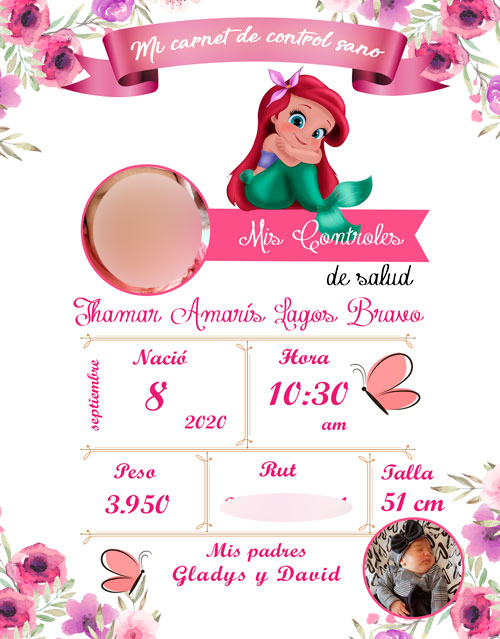 Mi carnet de control sano
Mis Controles
de salud
Thamar Amarís Lagos Bravo
septiembre
Nació
8
2020
Hora
10:30
am
Peso
3.950
Rut
Talla
51 cm
Mis padres
Gladys y David